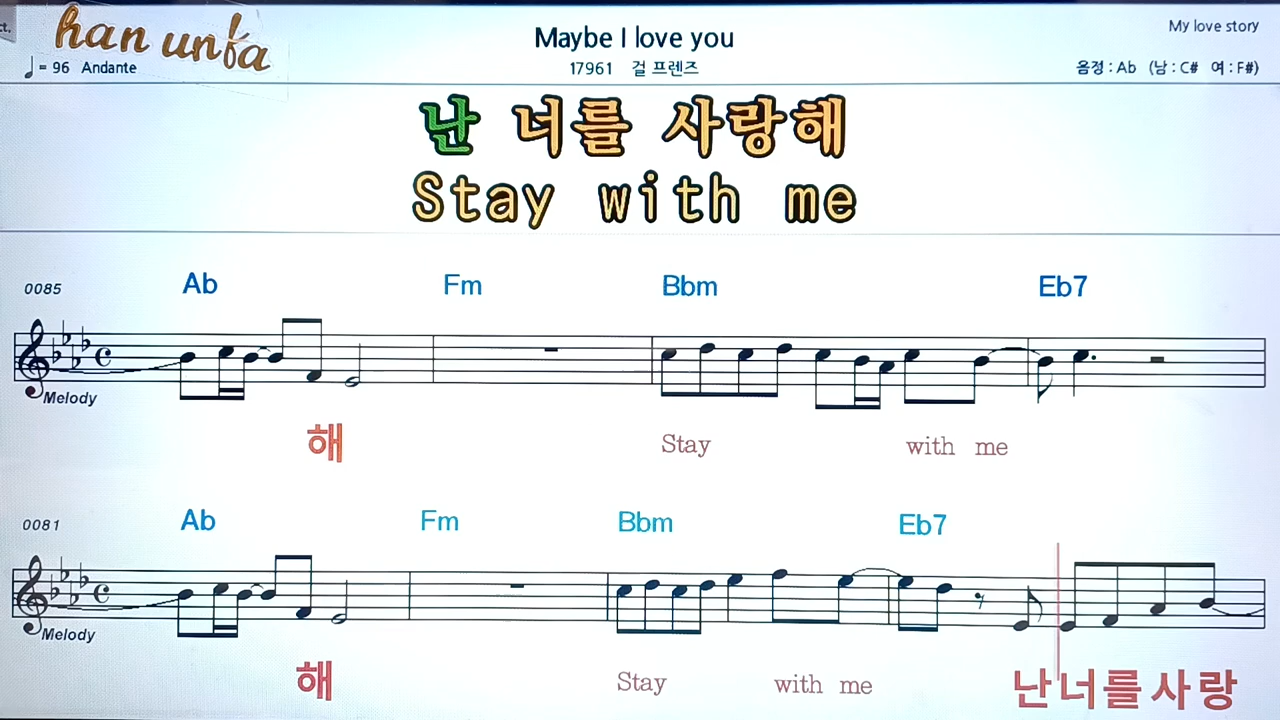 ct.
han unfa
Maybe I love you
My love story
= 96 Andante
17961 걸 프렌즈
음정 : Ab (남 : C# 여 : F#)
난 너를 사랑해
Stay with me
0085 Ab Fm Bbm Eb7
Melody
해 Stay with me
0081 Ab Fm Bbm Eb7
Melody
해 Stay with me 난너를사랑